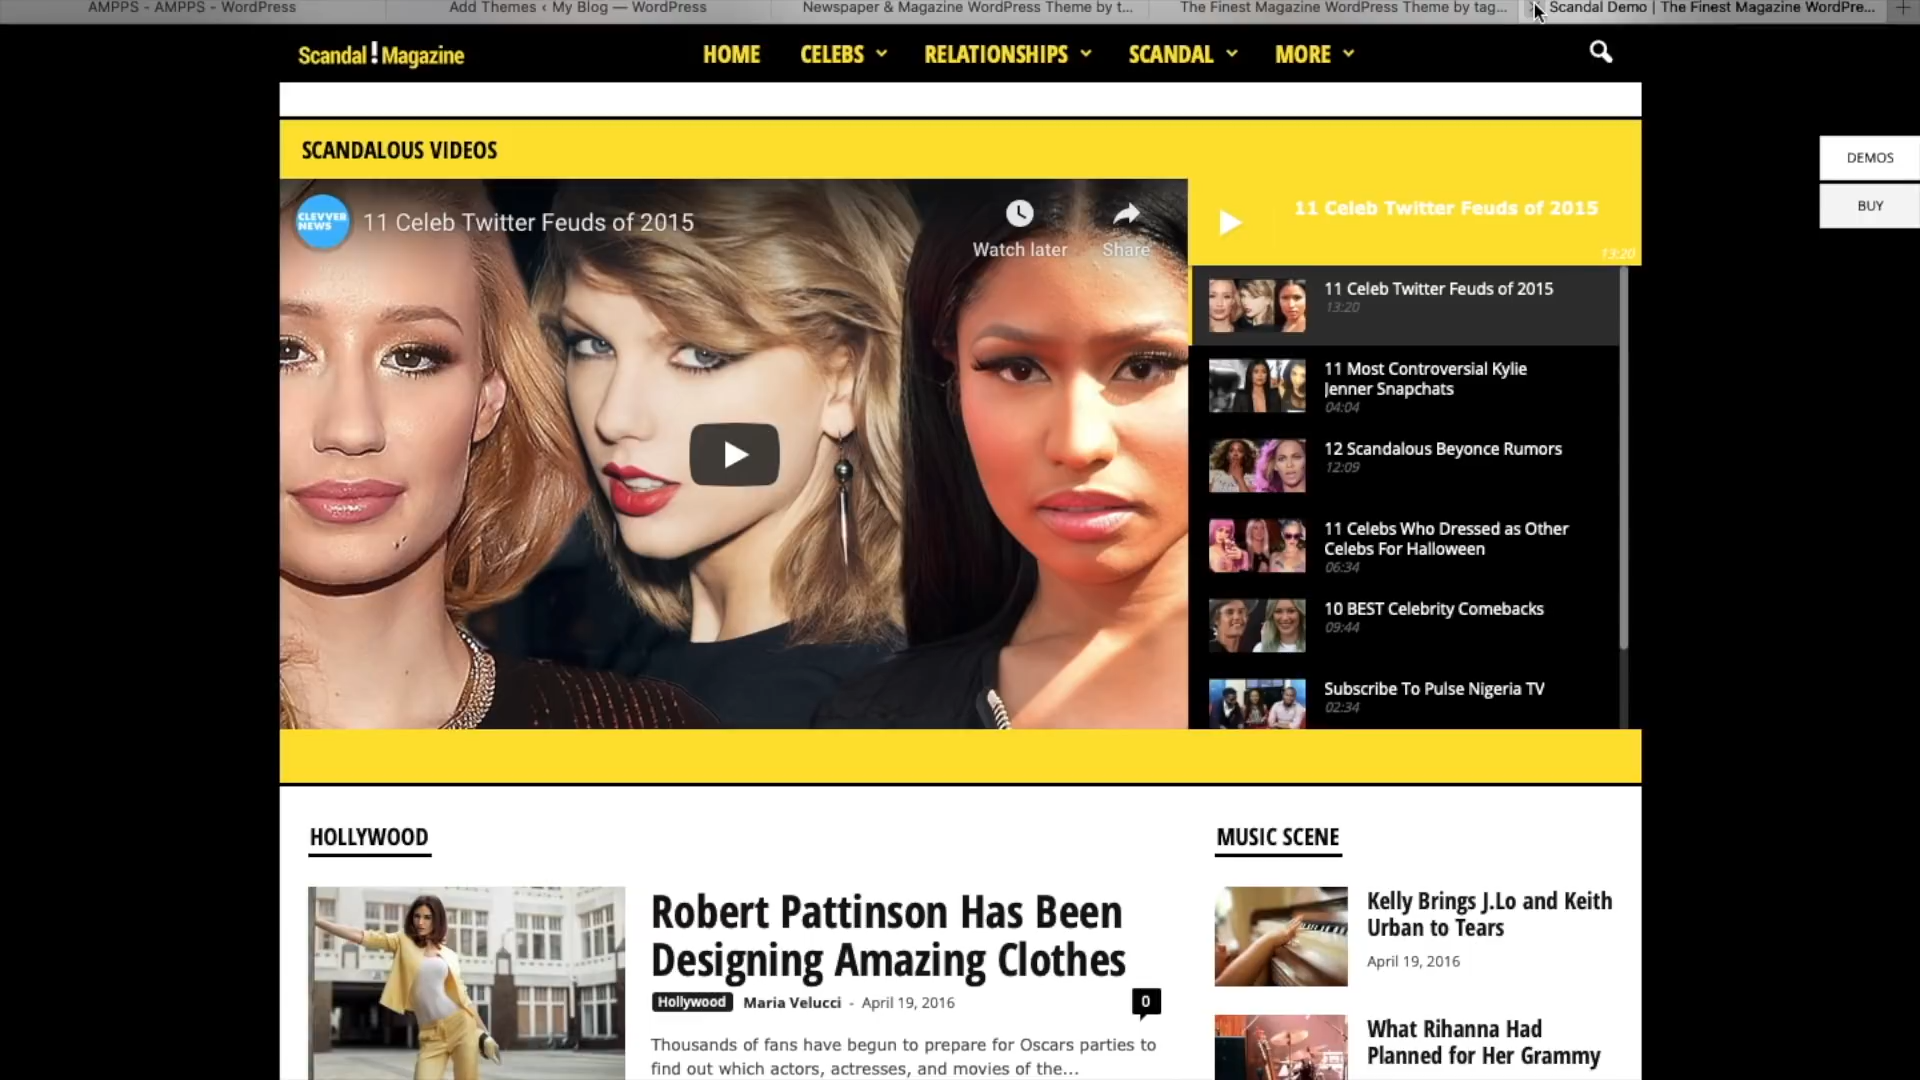 AMPPS - AMPPS - WordPress
Add Themes ‹ My Blog — WordPress
Newspaper & Magazine WordPress Theme by t...
The Finest Magazine WordPress Theme by tag...
Scandal Demo | The Finest Magazine WordPre...
Scandal!Magazine
HOME
CELEBS
RELATIONSHIPS
SCANDAL
MORE
DEMOS
BUY
SCANDALOUS VIDEOS
CLEVVER
NEWS
11 Celeb Twitter Feuds of 2015
Watch later
Share
11 Celeb Twitter Feuds of 2015
13:20
11 Celeb Twitter Feuds of 2015
13:20
11 Most Controversial Kylie
Jenner Snapchats
04:04
12 Scandalous Beyonce Rumors
12:09
11 Celebs Who Dressed as Other
Celebs For Halloween
06:34
10 BEST Celebrity Comebacks
09:44
Subscribe To Pulse Nigeria TV
02:34
HOLLYWOOD
Robert Pattinson Has Been
Designing Amazing Clothes
Hollywood Maria Velucci - April 19, 2016
0
Thousands of fans have begun to prepare for Oscars parties to
find out which actors, actresses, and movies of the...
MUSIC SCENE
Kelly Brings J.Lo and Keith
Urban to Tears
April 19, 2016
What Rihanna Had
Planned for Her Grammy